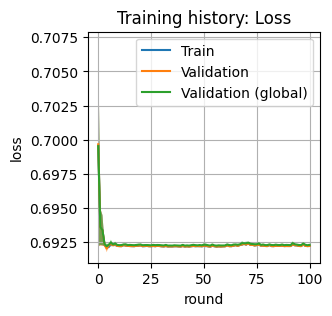 Training history: Loss
0.7075
0.7050
0.7025
0.7000
0.6975
0.6950
0.6925
loss
Train
Validation
Validation (global)
0
25
50
75
100
round